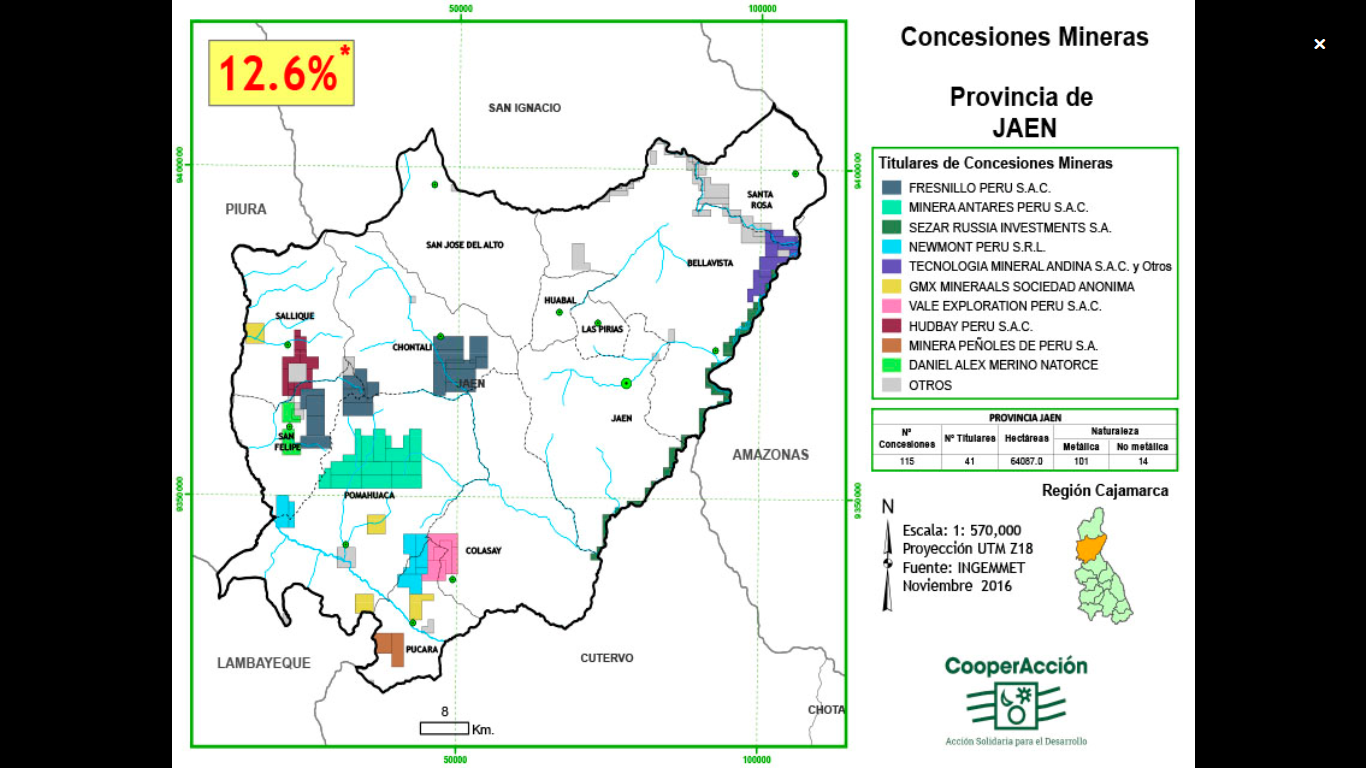 50000
100000
12.6%*
Concesiones Mineras
Provincia de
JAEN
SAN IGNACIO
PIURA
9400000
9400000
SANTA
ROSA
SAN JOSE DEL ALTO
BELLAVISTA
HUABAL
LAS PIRIAS
SALLIQUE
CHONTALI
JAEN
JAEN
SAN
FELIPE
AMAZONAS
POMAHUACA
9350000
9350000
COLASAY
PUCARA
CUTERVO
LAMBAYEQUE
CHOTA
8
Km.
50000
100000
Titulares de Concesiones Mineras
FRESNILLO PERU S.A.C.
MINERA ANTARES PERU S.A.C.
SEZAR RUSSIA INVESTMENTS S.A.
NEWMONT PERU S.R.L.
TECNOLOGIA MINERAL ANDINA S.A.C. y Otros
GMX MINERAALS SOCIEDAD ANONIMA
VALE EXPLORATION PERU S.A.C.
HUDBAY PERU S.A.C.
MINERA PEÑOLES DE PERU S.A.
DANIEL ALEX MERINO NATORCE
OTROS
PROVINCIA JAEN
Nº Concesiones Nº Titulares Hectáreas Naturaleza
Metálica No metálica
115 41 64087.0 101 14
Región Cajamarca
N
Escala: 1: 570,000
Proyección UTM Z18
Fuente: INGEMMET
Noviembre 2016
CooperAcción
Acción Solidaria para el Desarrollo